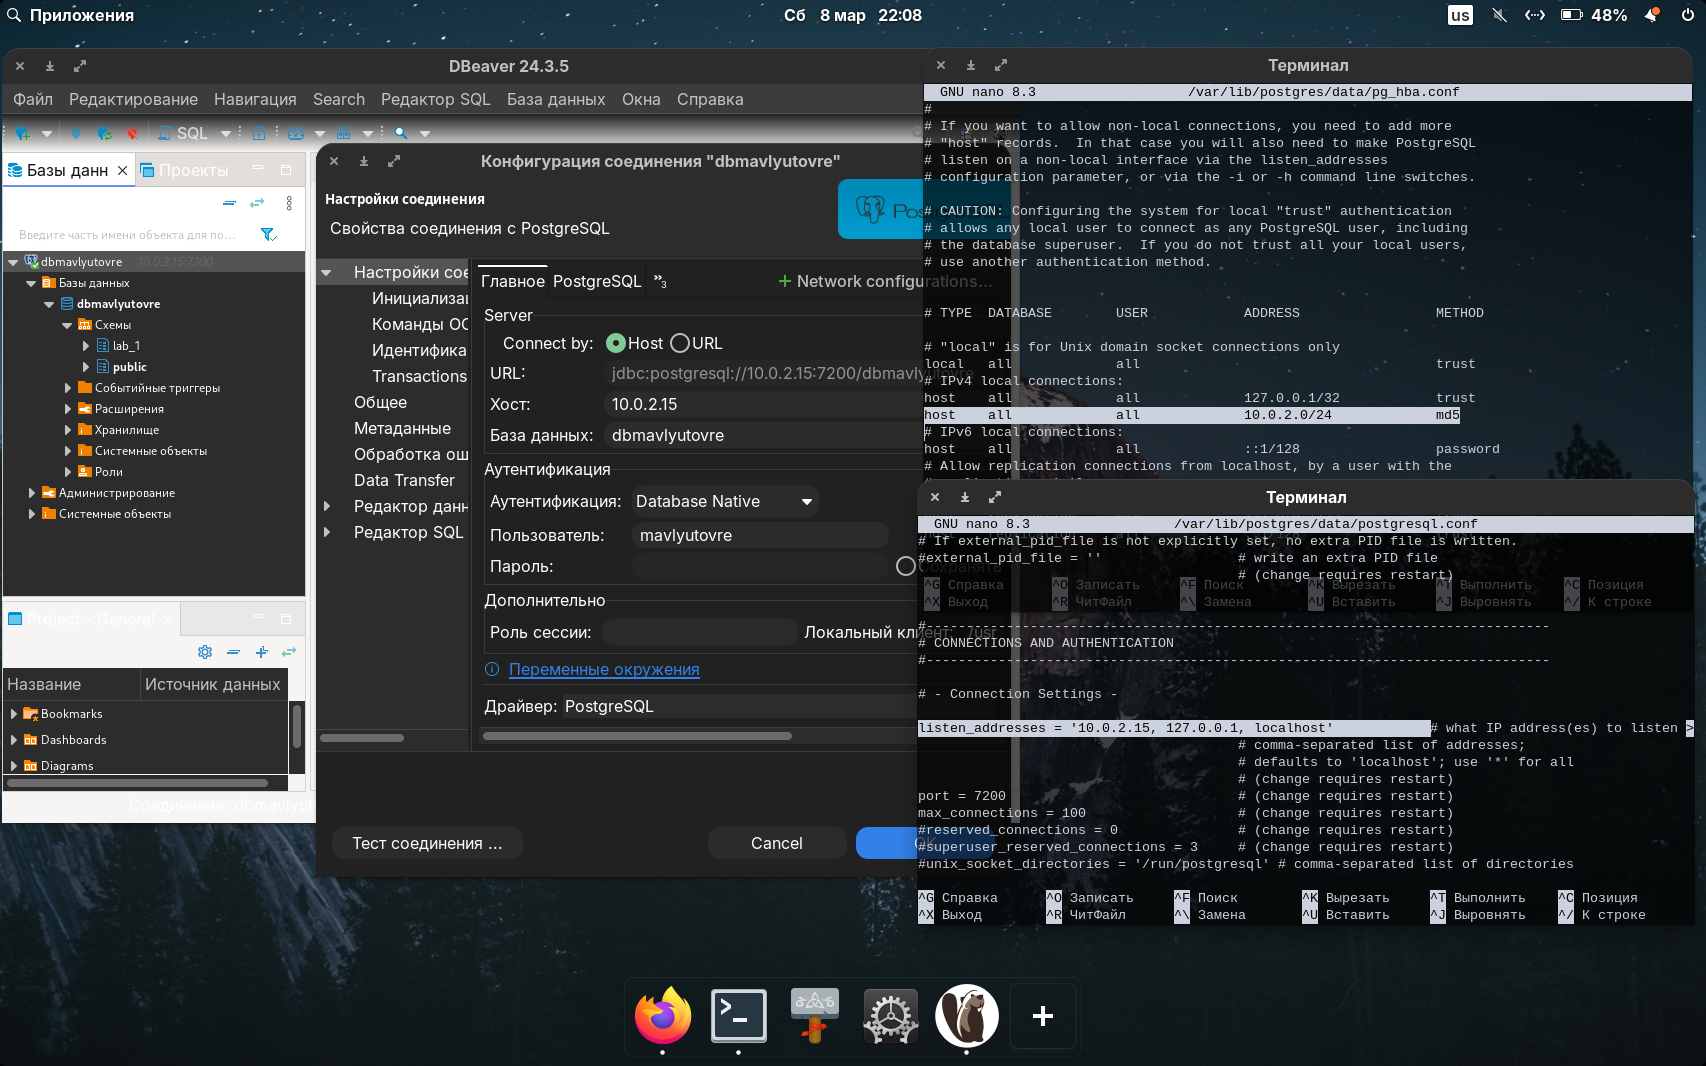 Приложения
Сб 8 мар 22:08
us
48%
DBeaver 24.3.5
Файл Редактирование Навигация Search Редактор SQL База данных Окна Справка
SQL
Базы данн
Проекты
Введите часть имени объекта для по...
dbmavlyutovre 10.0.2.15:7200
Базы данных
dbmavlyutovre
Схемы
lab_1
public
Событийные триггеры
Расширения
Хранилище
Системные объекты
Роли
Администрирование
Системные объекты
Project - General
Название Источник данных
Bookmarks
Dashboards
Diagrams
Соединение: dbmavlyu
Конфигурация соединения "dbmavlyutovre"
Настройки соединения
Свойства соединения с PostgreSQL
Настройки сое
Инициализац
Команды ОС
Идентифика
Transactions
Общее
Метаданные
Обработка ош
Data Transfer
Редактор данн
Редактор SQL
Главное PostgreSQL »3
Network configurations...
Server
Connect by: Host URL
URL: jdbc:postgresql://10.0.2.15:7200/dbmavlyutovre
Хост: 10.0.2.15
База данных: dbmavlyutovre
Аутентификация
Аутентификация: Database Native
Пользователь: mavlyutovre
Пароль:
Сохранять
Дополнительно
Роль сессии: Локальный клиент: /usr
Переменные окружения
Драйвер: PostgreSQL
Тест соединения ... Cancel OK
Терминал
GNU nano 8.3 /var/lib/postgres/data/pg_hba.conf
#
# If you want to allow non-local connections, you need to add more
# "host" records.  In that case you will also need to make PostgreSQL
# listen on a non-local interface via the listen_addresses
# configuration parameter, or via the -i or -h command line switches.
# CAUTION: Configuring the system for local "trust" authentication
# allows any local user to connect as any PostgreSQL user, including
# the database superuser.  If you do not trust all your local users,
# use another authentication method.
# TYPE  DATABASE        USER            ADDRESS                 METHOD
# "local" is for Unix domain socket connections only
local   all             all                                     trust
# IPv4 local connections:
host    all             all             127.0.0.1/32            trust
host    all             all             10.0.2.0/24             md5
# IPv6 local connections:
host    all             all             ::1/128                 password
# Allow replication connections from localhost, by a user with the
^G Справка ^O Записать ^F Поиск ^K Вырезать ^T Выполнить ^C Позиция
^X Выход ^R ЧитФайл ^\ Замена ^U Вставить ^J Выровнять ^/ К строке
Терминал
GNU nano 8.3 /var/lib/postgres/data/postgresql.conf
# If external_pid_file is not explicitly set, no extra PID file is written.
#external_pid_file = ''                 # write an extra PID file
# (change requires restart)
#------------------------------------------------------------------------------
# CONNECTIONS AND AUTHENTICATION
#------------------------------------------------------------------------------
# - Connection Settings -
listen_addresses = '10.0.2.15, 127.0.0.1, localhost'            # what IP address(es) to listen >
# comma-separated list of addresses;
# defaults to 'localhost'; use '*' for all
# (change requires restart)
port = 7200                             # (change requires restart)
max_connections = 100                   # (change requires restart)
#reserved_connections = 0               # (change requires restart)
#superuser_reserved_connections = 3     # (change requires restart)
#unix_socket_directories = '/run/postgresql' # comma-separated list of directories
^G Справка ^O Записать ^F Поиск ^K Вырезать ^T Выполнить ^C Позиция
^X Выход ^R ЧитФайл ^\ Замена ^U Вставить ^J Выровнять ^/ К строке